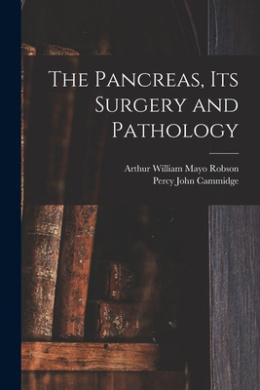 The Pancreas, Its
Surgery and
Pathology
Arthur William Mayo Robson
Percy John Cammidge